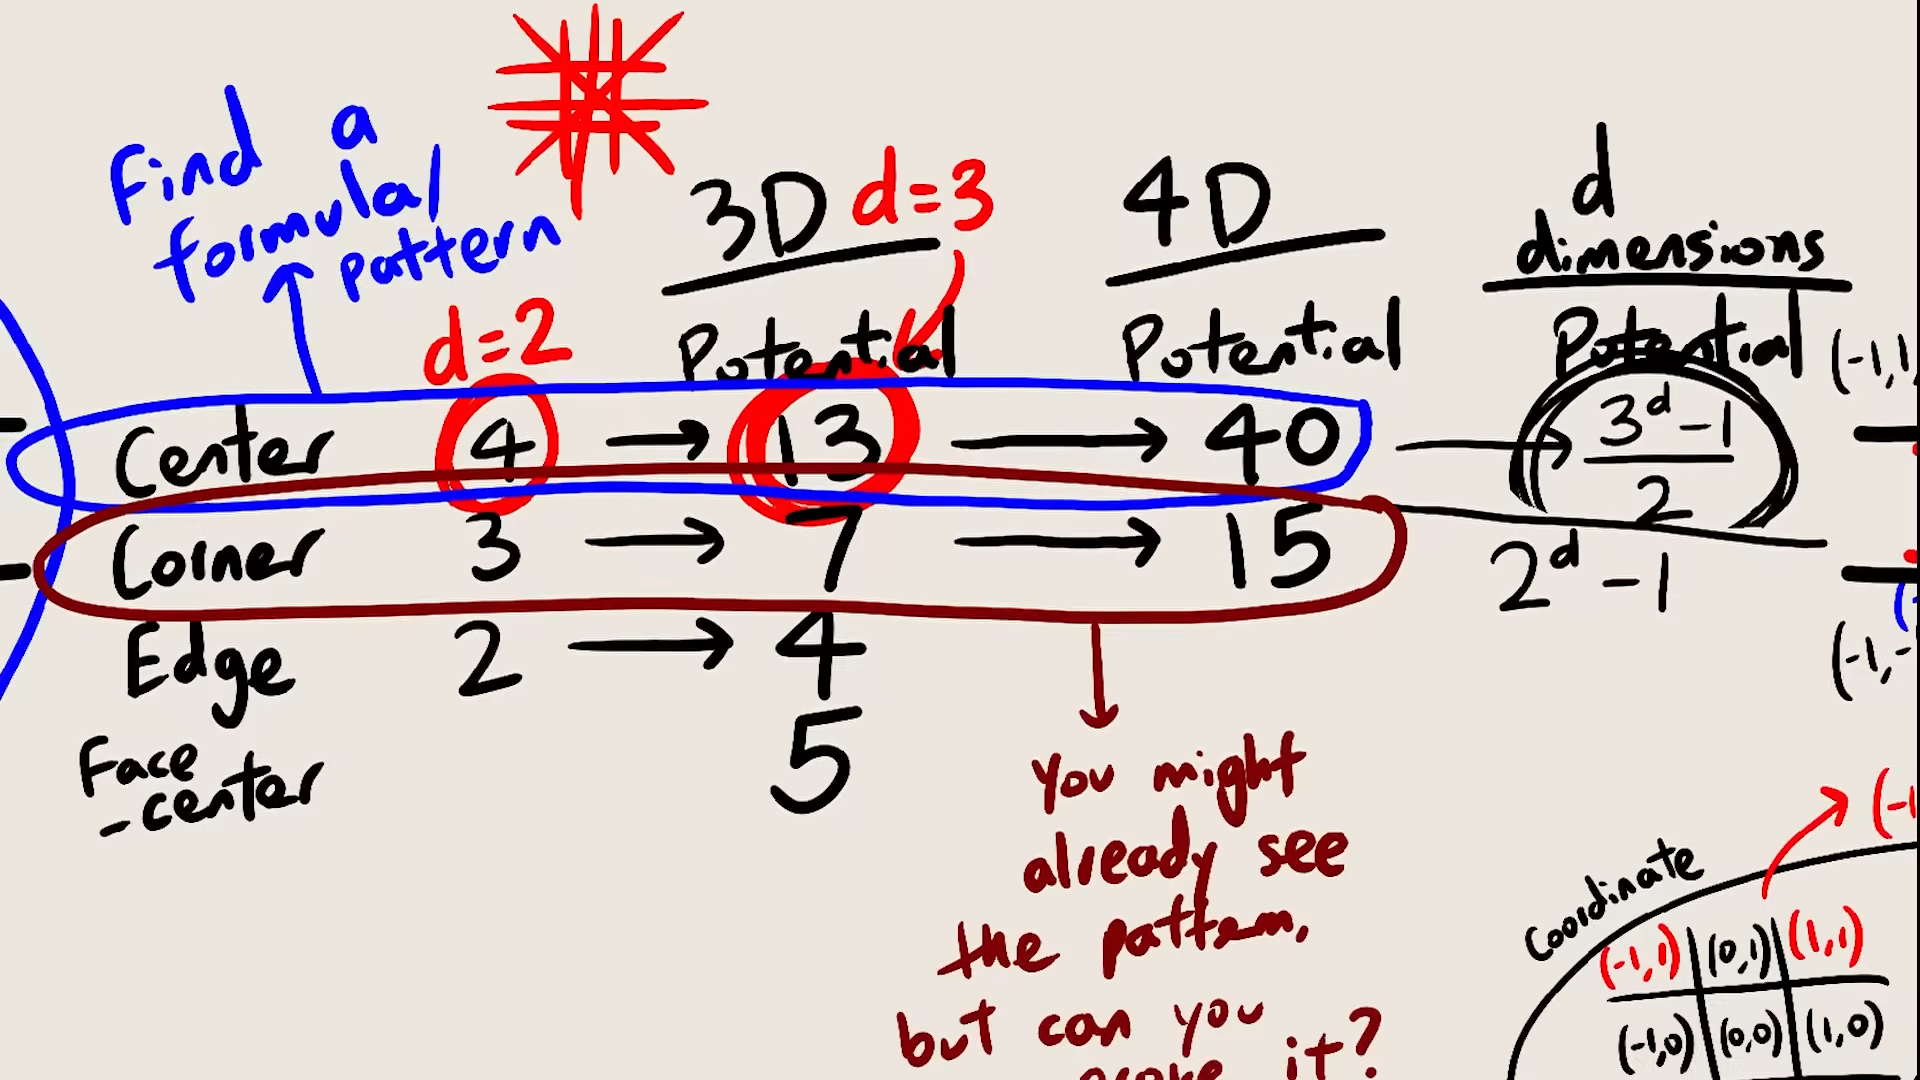 Find a
formula/
pattern
d=2
3D d=3
Potential
4D
Potential
d
dimensions
Potential
Center 4 → 13 → 40 → 3^d - 1 / 2
Corner 3 → 7 → 15 2^d - 1
Edge 2 → 4
Face
-center 5
You might
already see
the pattern,
but can you
prove it?
Coordinate
(-1,1) (0,1) (1,1)
(-1,0) (0,0) (1,0)